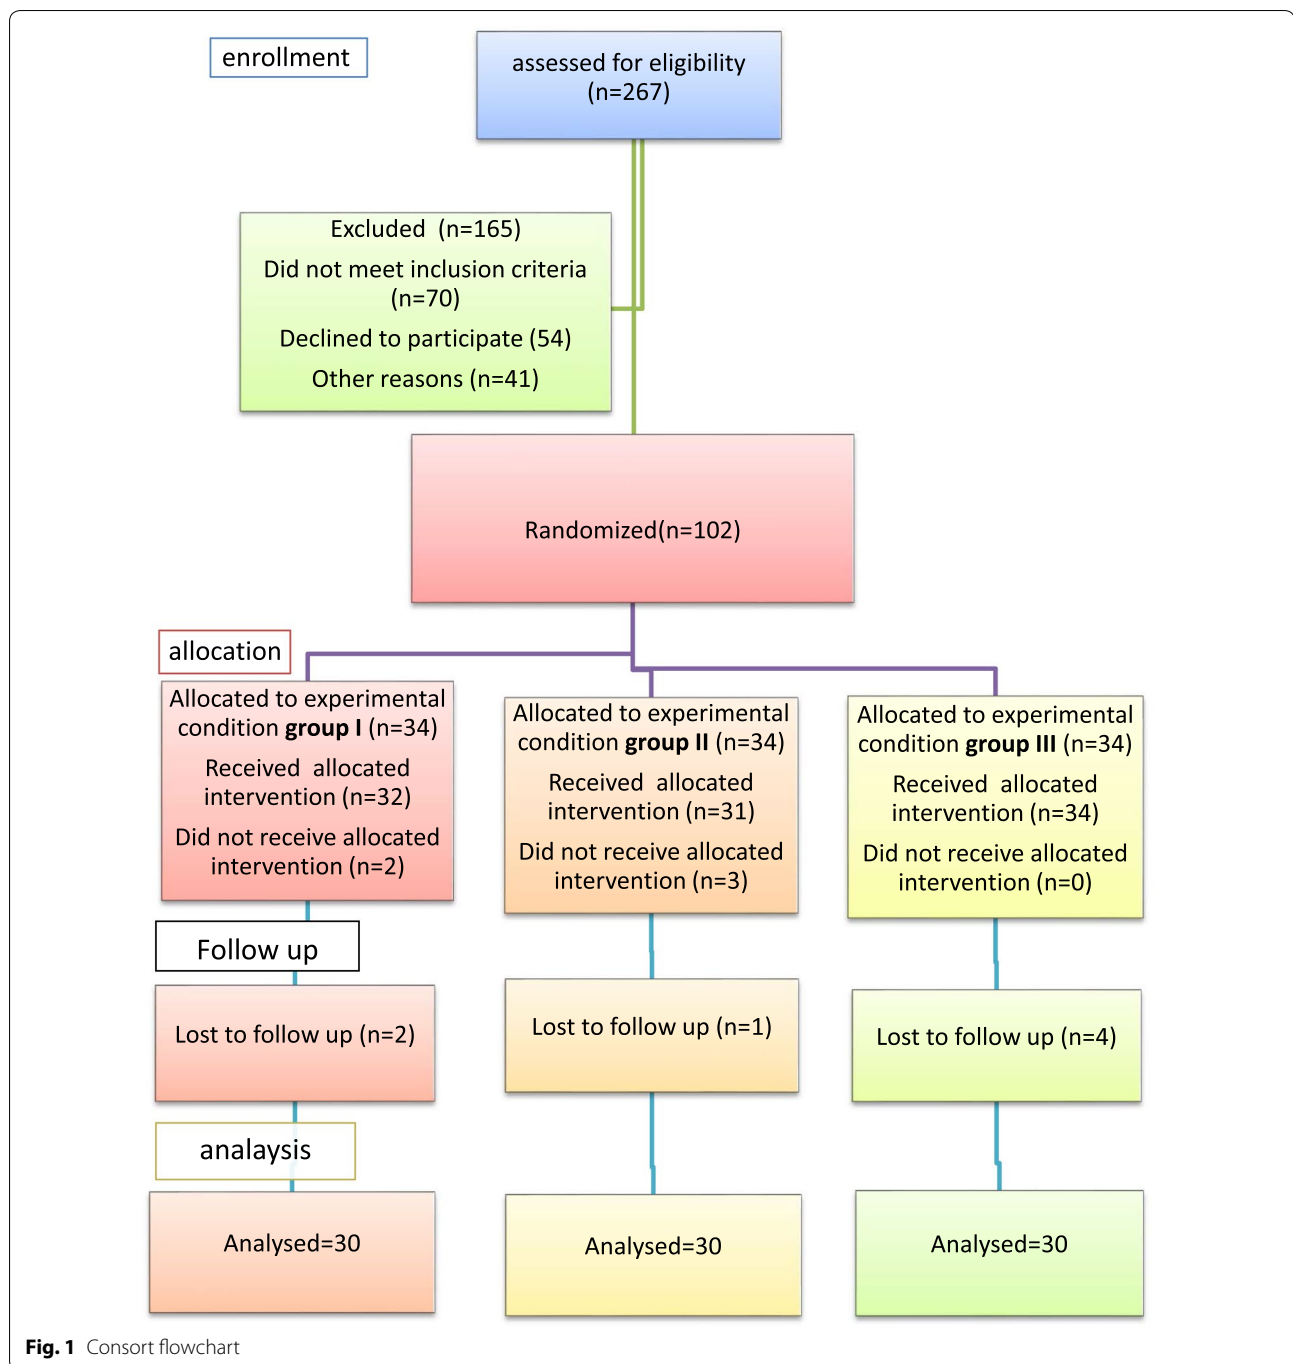 enrollment
assessed for eligibility
(n=267)
Excluded (n=165)
Did not meet inclusion criteria
(n=70)
Declined to participate (54)
Other reasons (n=41)
Randomized(n=102)
allocation
Allocated to experimental
condition group I (n=34)
Received allocated
intervention (n=32)
Did not receive allocated
intervention (n=2)
Allocated to experimental
condition group II (n=34)
Received allocated
intervention (n=31)
Did not receive allocated
intervention (n=3)
Allocated to experimental
condition group III (n=34)
Received allocated
intervention (n=34)
Did not receive allocated
intervention (n=0)
Follow up
Lost to follow up (n=2)
Lost to follow up (n=1)
Lost to follow up (n=4)
analaysis
Analysed=30
Analysed=30
Analysed=30
Fig. 1 Consort flowchart